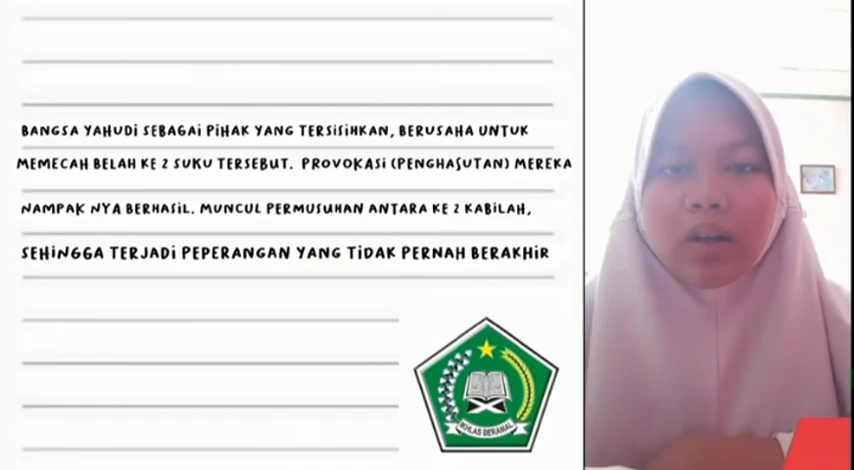 BANGSA YAHUDI SEBAGAI PIHAK YANG TERSISIHKAN, BERUSAHA UNTUK
MEMECAH BELAH KE 2 SUKU TERSEBUT. PROVOKASI (PENGHASUTAN) MEREKA
NAMPAK NYA BERHASIL. MUNCUL PERMUSUHAN ANTARA KE 2 KABILAH,
SEHINGGA TERJADI PEPERANGAN YANG TIDAK PERNAH BERAKHIR
IKHLAS BERAMAL